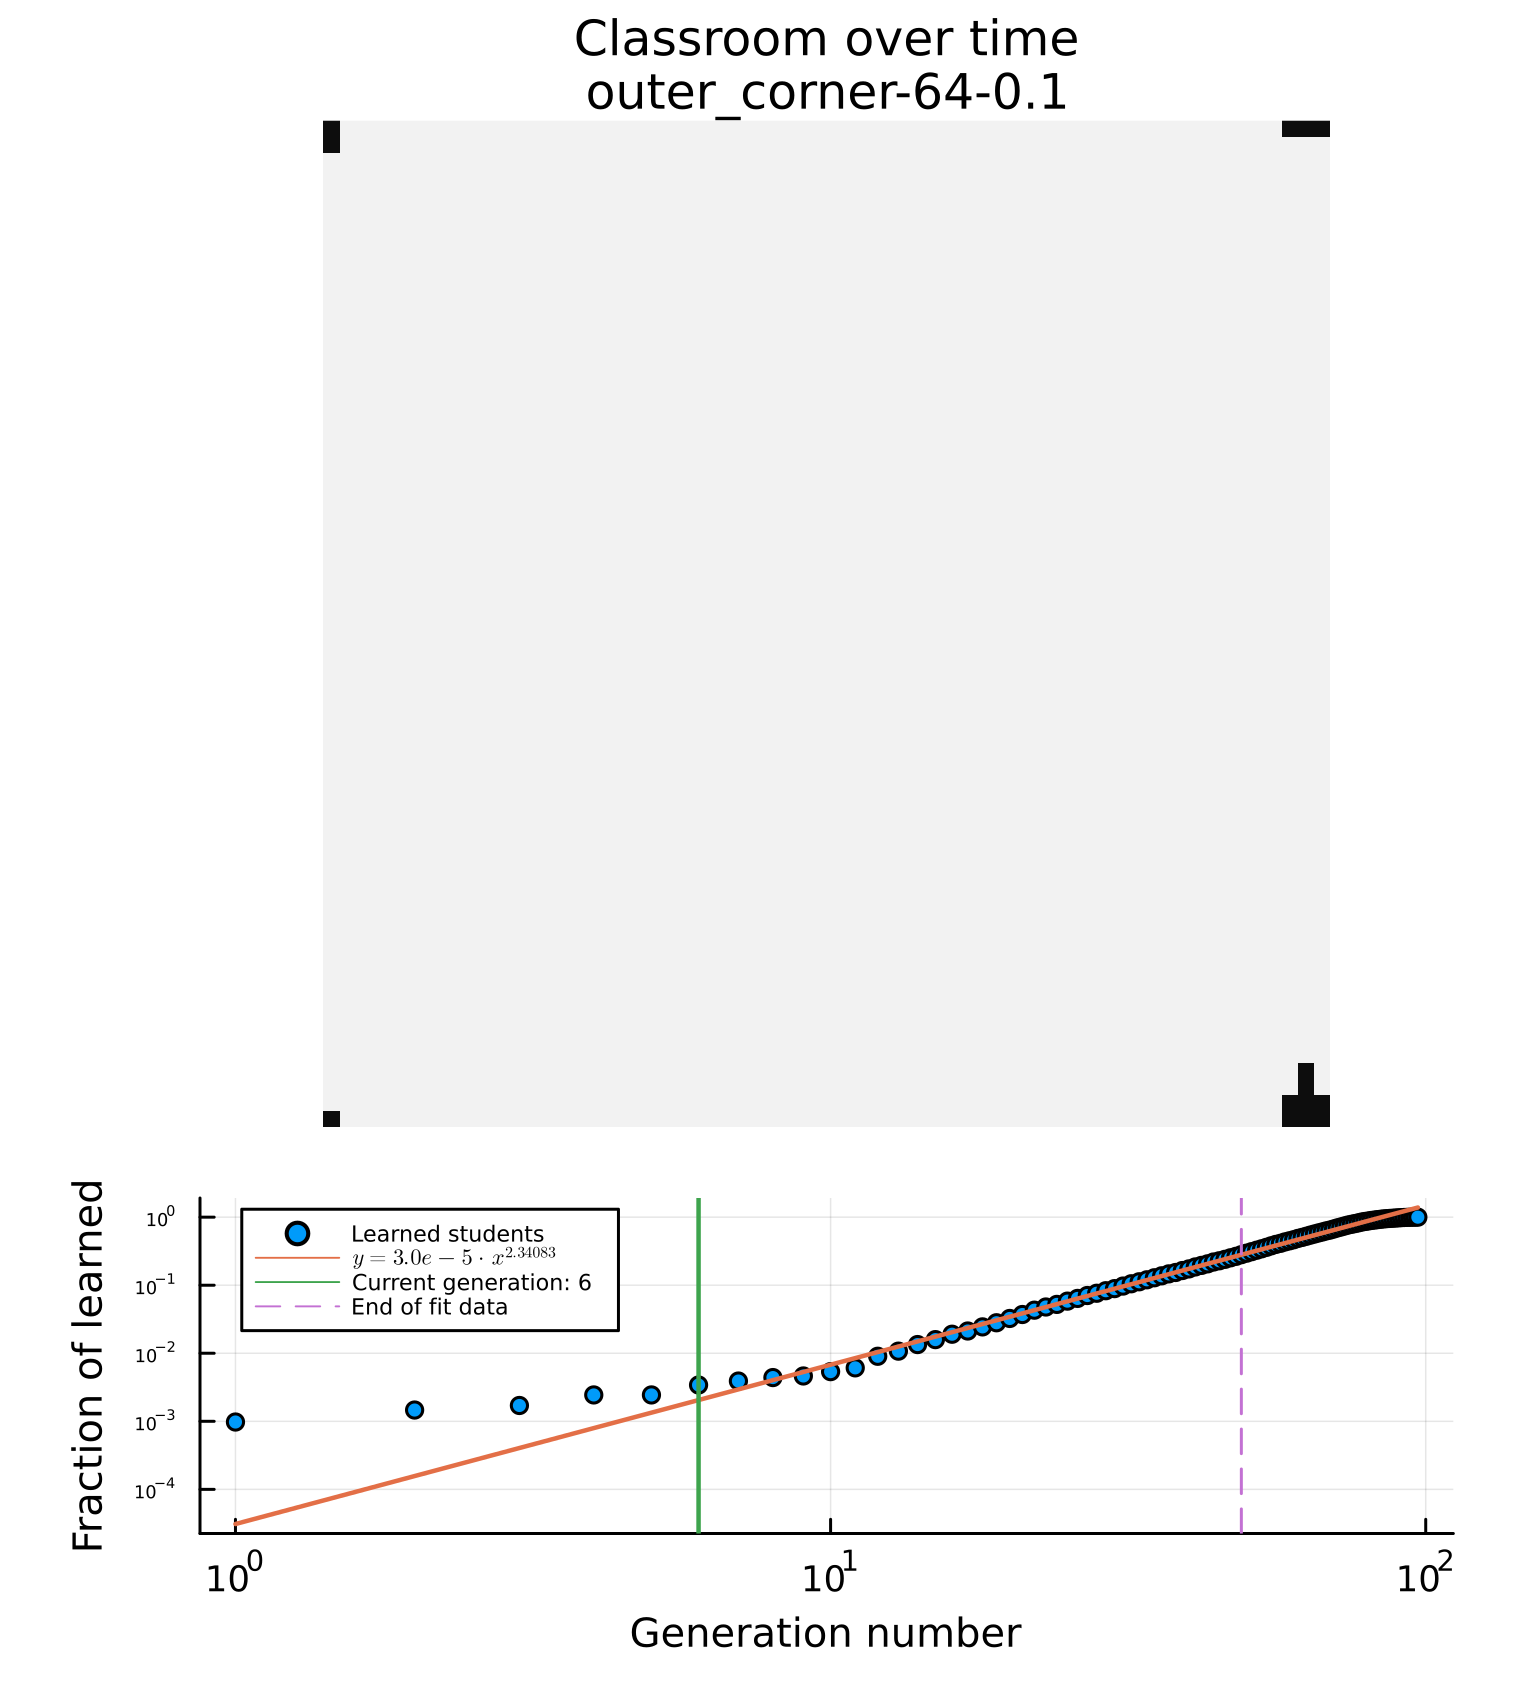 Classroom over time
outer_corner-64-0.1
Fraction of learned
10^0
10^-1
10^-2
10^-3
10^-4
Learned students
y = 3.0e − 5 · x^2.34083
Current generation: 6
End of fit data
10^0 10^1 10^2
Generation number